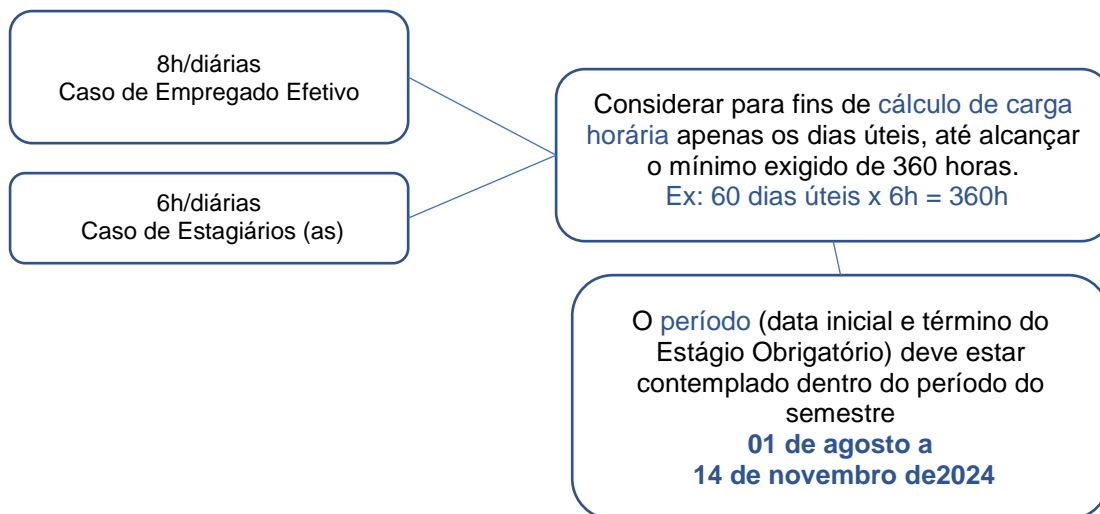 8h/diárias
Caso de Empregado Efetivo
6h/diárias
Caso de Estagiários (as)
Considerar para fins de cálculo de carga
horária apenas os dias úteis, até alcançar
o mínimo exigido de 360 horas.
Ex: 60 dias úteis x 6h = 360h
O período (data inicial e término do
Estágio Obrigatório) deve estar
contemplado dentro do período do
semestre
01 de agosto a
14 de novembro de2024